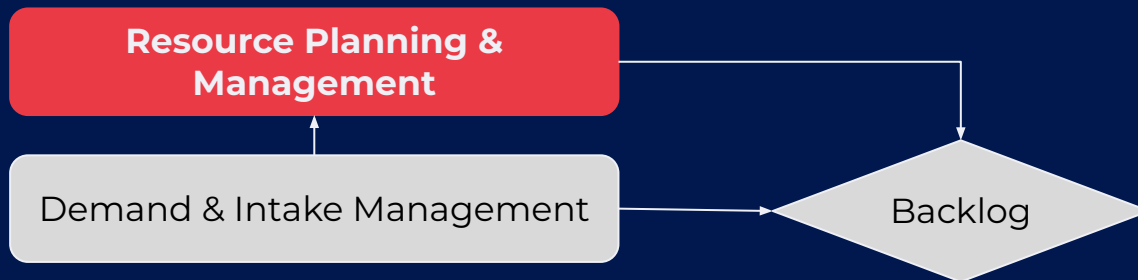 Resource Planning &
Management
Demand & Intake Management
Backlog